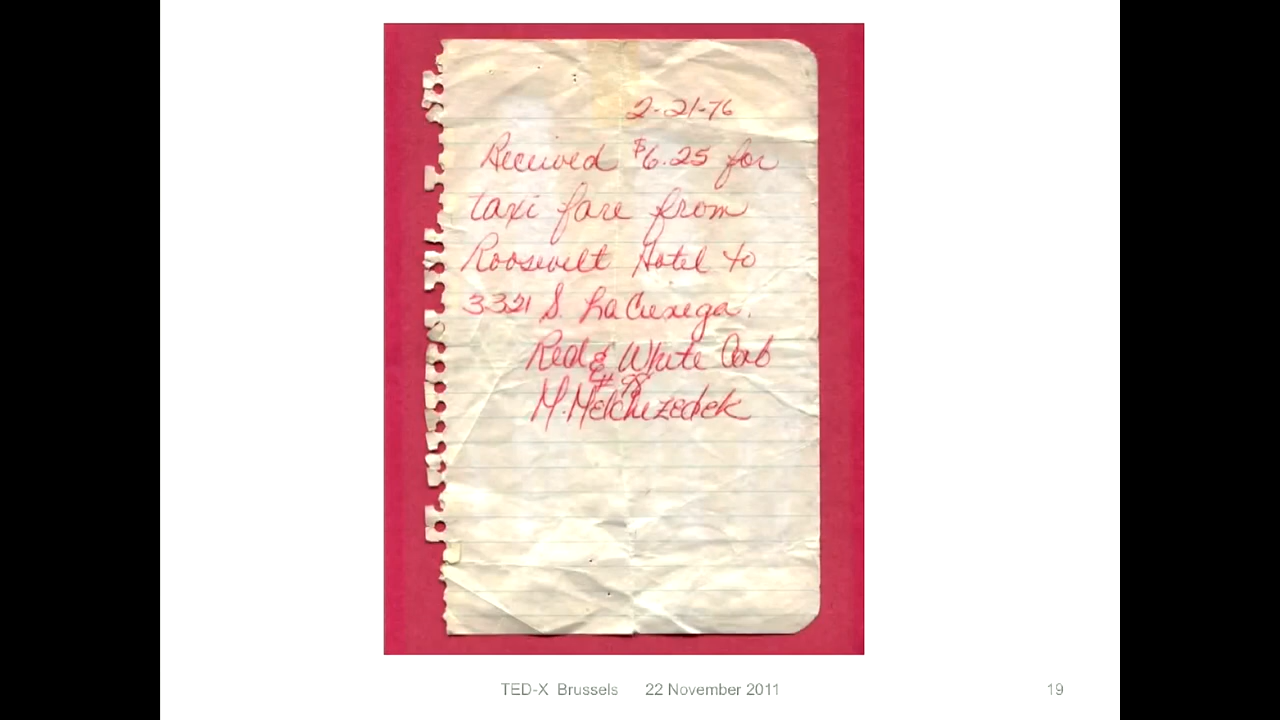 2-21-76
Received $6.25 for
taxi fare from
Roosevelt Hotel to
3321 S. La Cienega.
Red & White Cab
#98
M. Melchizedek
TED-X Brussels 22 November 2011
19